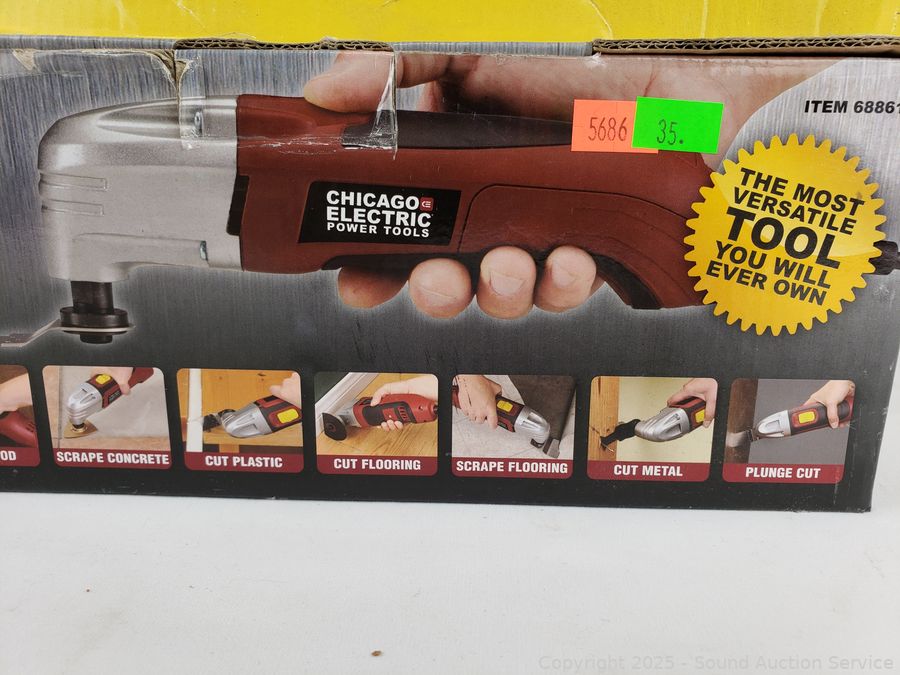 ITEM 68861
5686
35.
CHICAGO
ELECTRIC
POWER TOOLS
THE MOST
VERSATILE
TOOL
YOU WILL
EVER OWN
OD
SCRAPE CONCRETE
CUT PLASTIC
CUT FLOORING
SCRAPE FLOORING
CUT METAL
PLUNGE CUT
Copyright 2025 - Sound Auction Service